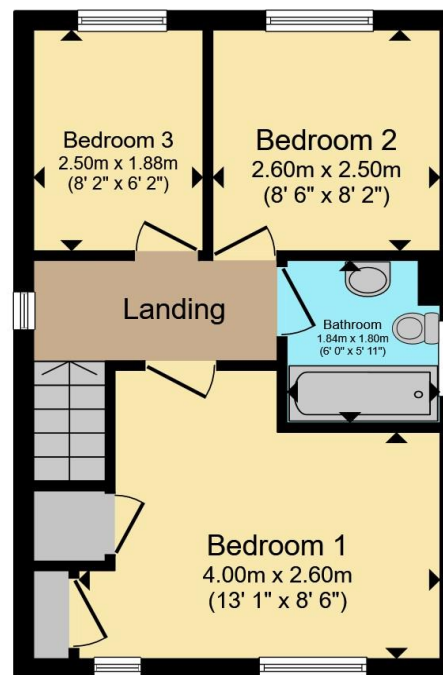 Bedroom 3
2.50m x 1.88m
(8' 2" x 6' 2")
Bedroom 2
2.60m x 2.50m
(8' 6" x 8' 2")
Landing
Bathroom
1.84m x 1.80m
(6' 0" x 5' 11")
Bedroom 1
4.00m x 2.60m
(13' 1" x 8' 6")